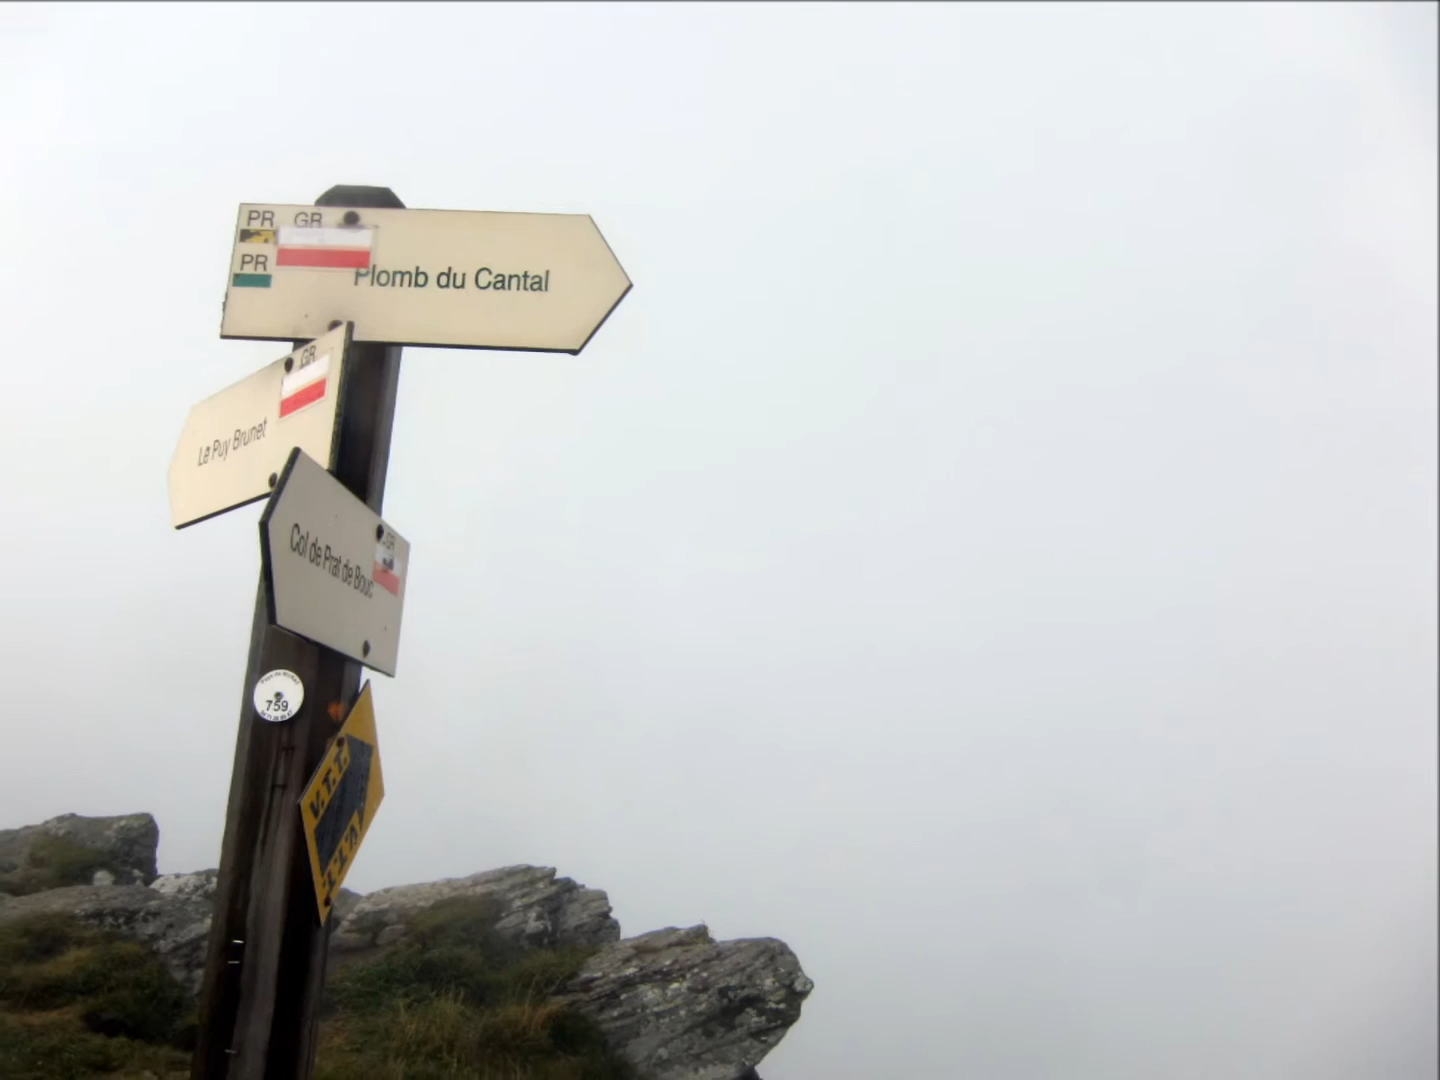 PR GR
PR
Plomb du Cantal
GR
Le Puy Brunet
GR
Col de Prat de Bouc
759
V.T.T.